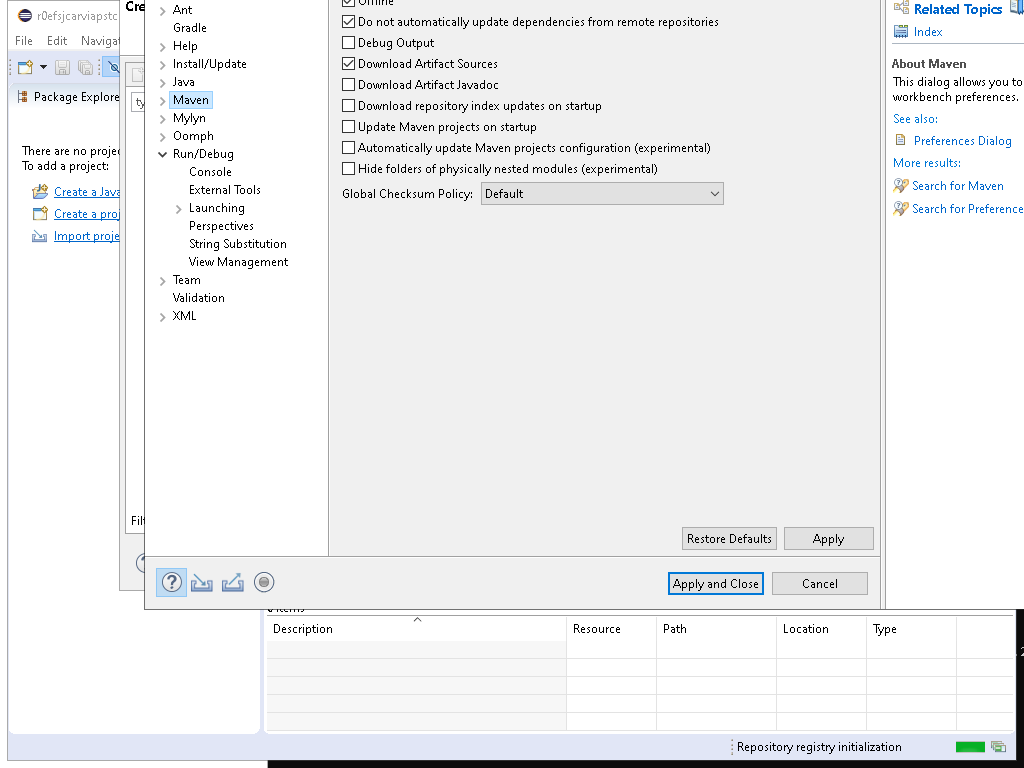 r0efsjcarviapstc
File Edit Navigat
Package Explore
There are no projec
To add a project:
Create a Java
Create a proj
Import proje
Cre
ty
Filt
Ant
Gradle
Help
Install/Update
Java
Maven
Mylyn
Oomph
Run/Debug
Console
External Tools
Launching
Perspectives
String Substitution
View Management
Team
Validation
XML
Offline
Do not automatically update dependencies from remote repositories
Debug Output
Download Artifact Sources
Download Artifact Javadoc
Download repository index updates on startup
Update Maven projects on startup
Automatically update Maven projects configuration (experimental)
Hide folders of physically nested modules (experimental)
Global Checksum Policy: Default
Restore Defaults Apply
Apply and Close Cancel
Related Topics
Index
About Maven
This dialog allows you to
workbench preferences.
See also:
Preferences Dialog
More results:
Search for Maven
Search for Preference
items
Description Resource Path Location Type
Repository registry initialization